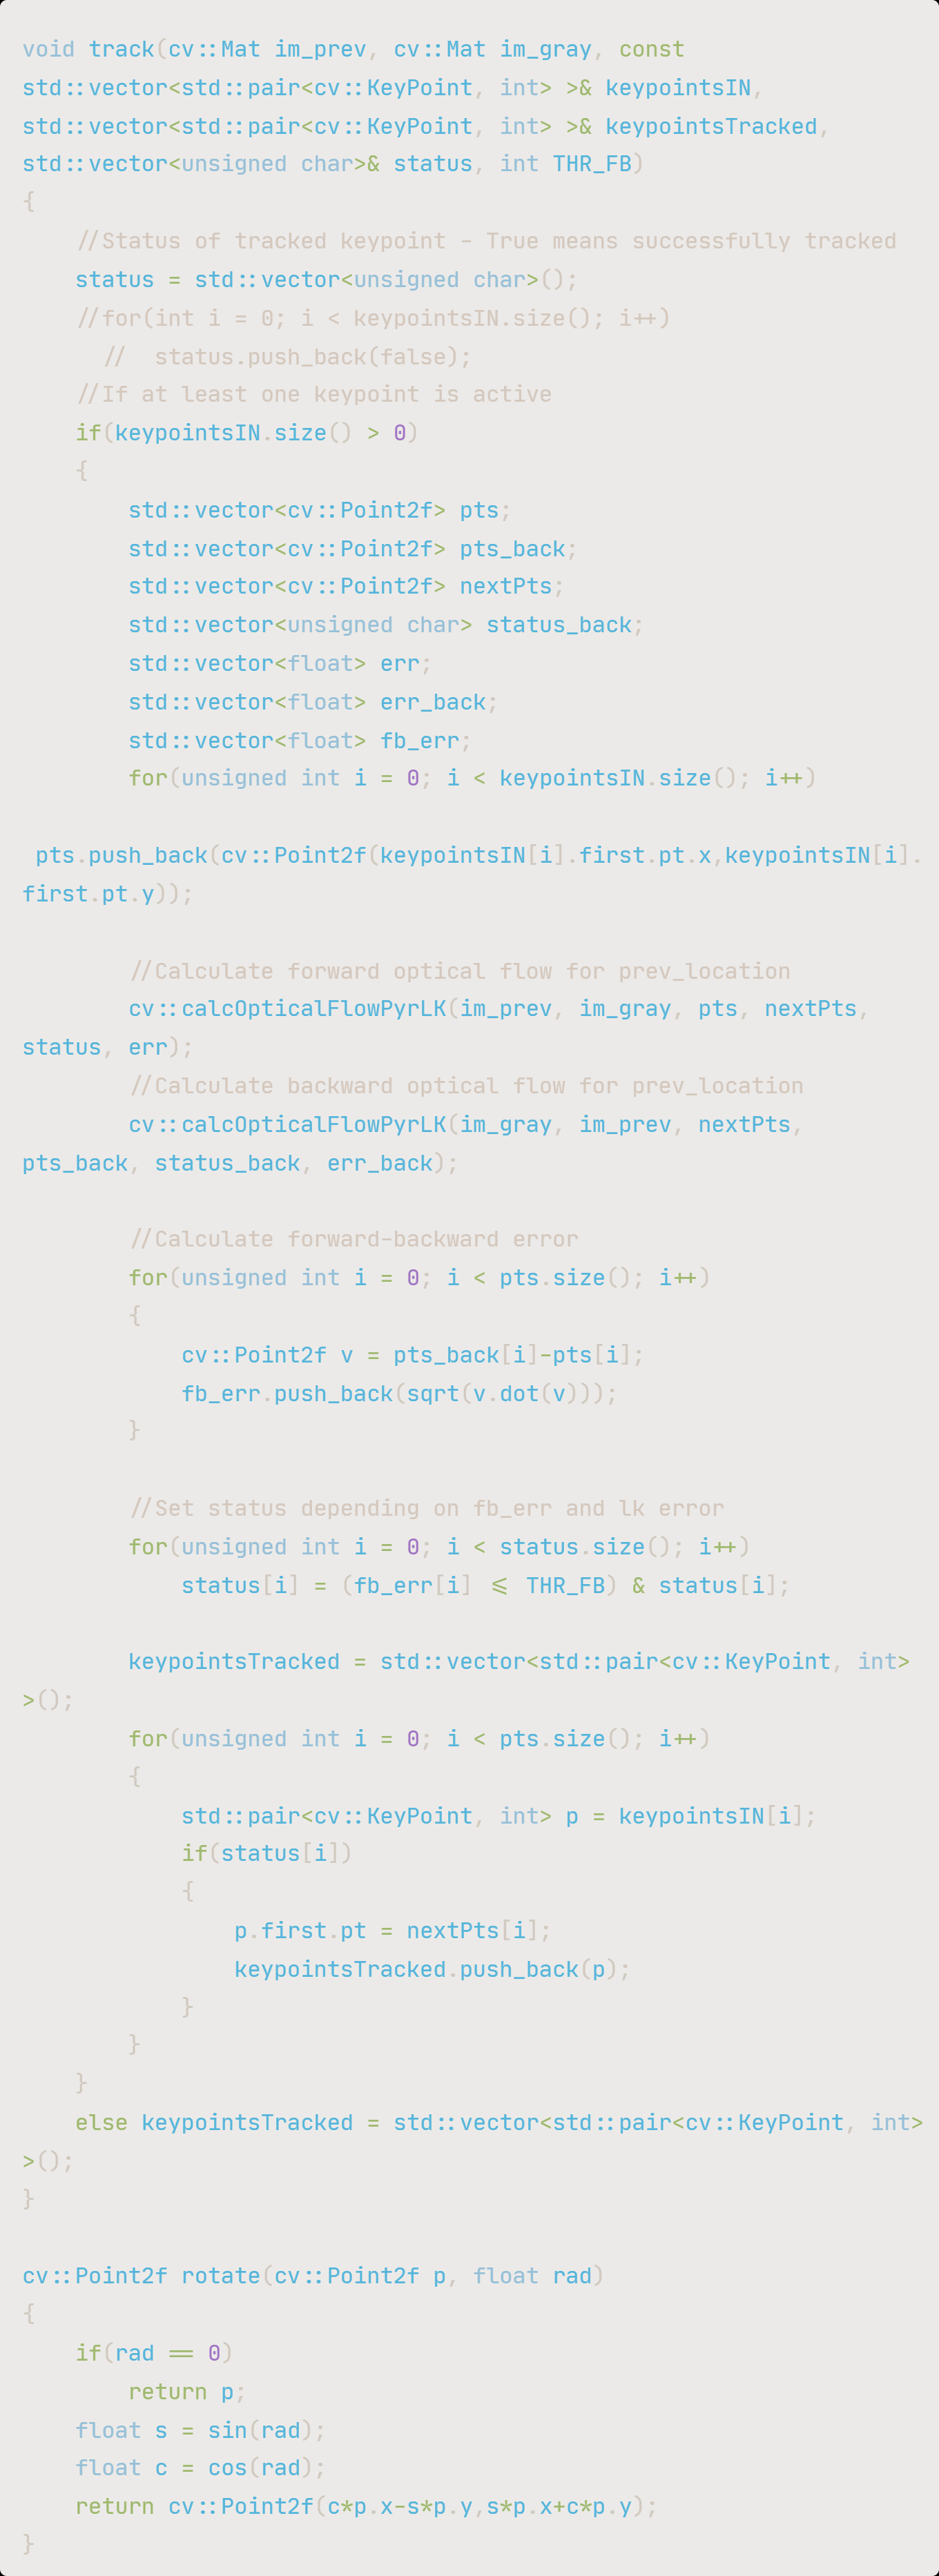 void track(cv::Mat im_prev, cv::Mat im_gray, const
std::vector<std::pair<cv::KeyPoint, int> >& keypointsIN,
std::vector<std::pair<cv::KeyPoint, int> >& keypointsTracked,
std::vector<unsigned char>& status, int THR_FB)
{
    //Status of tracked keypoint - True means successfully tracked
    status = std::vector<unsigned char>();
    //for(int i = 0; i < keypointsIN.size(); i++)
      //  status.push_back(false);
    //If at least one keypoint is active
    if(keypointsIN.size() > 0)
    {
        std::vector<cv::Point2f> pts;
        std::vector<cv::Point2f> pts_back;
        std::vector<cv::Point2f> nextPts;
        std::vector<unsigned char> status_back;
        std::vector<float> err;
        std::vector<float> err_back;
        std::vector<float> fb_err;
        for(unsigned int i = 0; i < keypointsIN.size(); i++)

 pts.push_back(cv::Point2f(keypointsIN[i].first.pt.x,keypointsIN[i].
first.pt.y));

        //Calculate forward optical flow for prev_location
        cv::calcOpticalFlowPyrLK(im_prev, im_gray, pts, nextPts,
status, err);
        //Calculate backward optical flow for prev_location
        cv::calcOpticalFlowPyrLK(im_gray, im_prev, nextPts,
pts_back, status_back, err_back);

        //Calculate forward-backward error
        for(unsigned int i = 0; i < pts.size(); i++)
        {
            cv::Point2f v = pts_back[i]-pts[i];
            fb_err.push_back(sqrt(v.dot(v)));
        }

        //Set status depending on fb_err and lk error
        for(unsigned int i = 0; i < status.size(); i++)
            status[i] = (fb_err[i] <= THR_FB) & status[i];

        keypointsTracked = std::vector<std::pair<cv::KeyPoint, int>
>();
        for(unsigned int i = 0; i < pts.size(); i++)
        {
            std::pair<cv::KeyPoint, int> p = keypointsIN[i];
            if(status[i])
            {
                p.first.pt = nextPts[i];
                keypointsTracked.push_back(p);
            }
        }
    }
    else keypointsTracked = std::vector<std::pair<cv::KeyPoint, int>
>();
}

cv::Point2f rotate(cv::Point2f p, float rad)
{
    if(rad == 0)
        return p;
    float s = sin(rad);
    float c = cos(rad);
    return cv::Point2f(c*p.x-s*p.y,s*p.x+c*p.y);
}